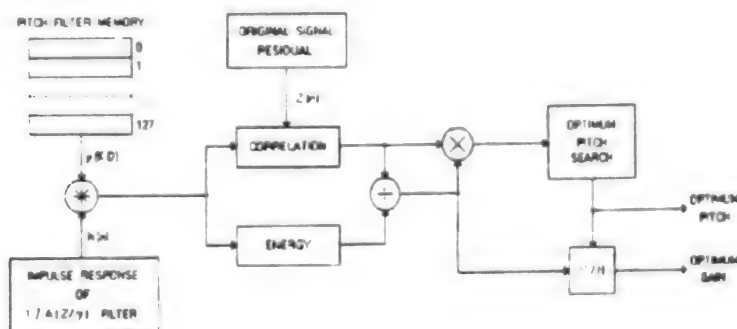 PITCH FILTER MEMORY
0
1
127
ORIGINAL SIGNAL
RESIDUAL
Z(n)
CORRELATION
ENERGY
OPTIMUM
PITCH
SEARCH
OPTIMUM
PITCH
OPTIMUM
GAIN
h(n)
IMPULSE RESPONSE
OF
1/A(Z/γ) FILTER